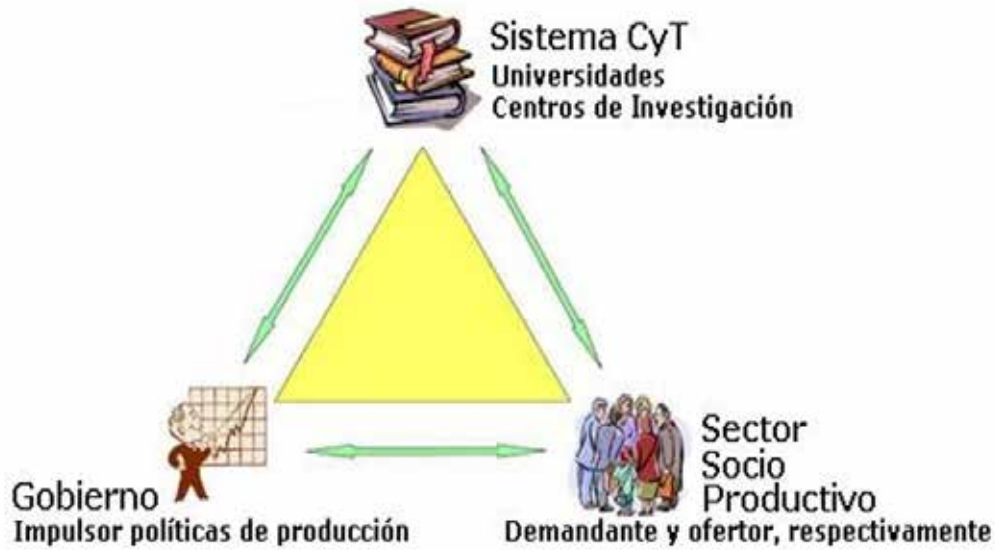 Sistema CyT
Universidades
Centros de Investigación
Gobierno
Impulsor políticas de producción
Sector
Socio
Productivo
Demandante y ofertor, respectivamente